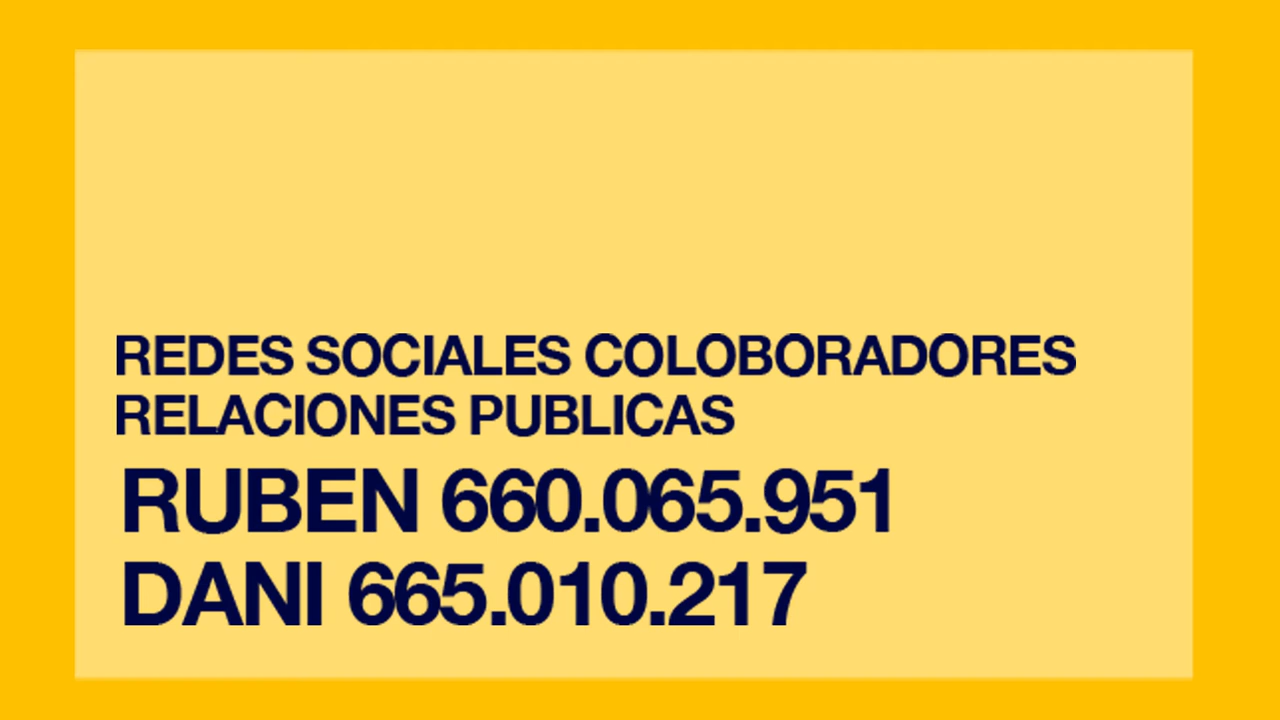 REDES SOCIALES COLOBORADORES
RELACIONES PUBLICAS
RUBEN 660.065.951
DANI 665.010.217